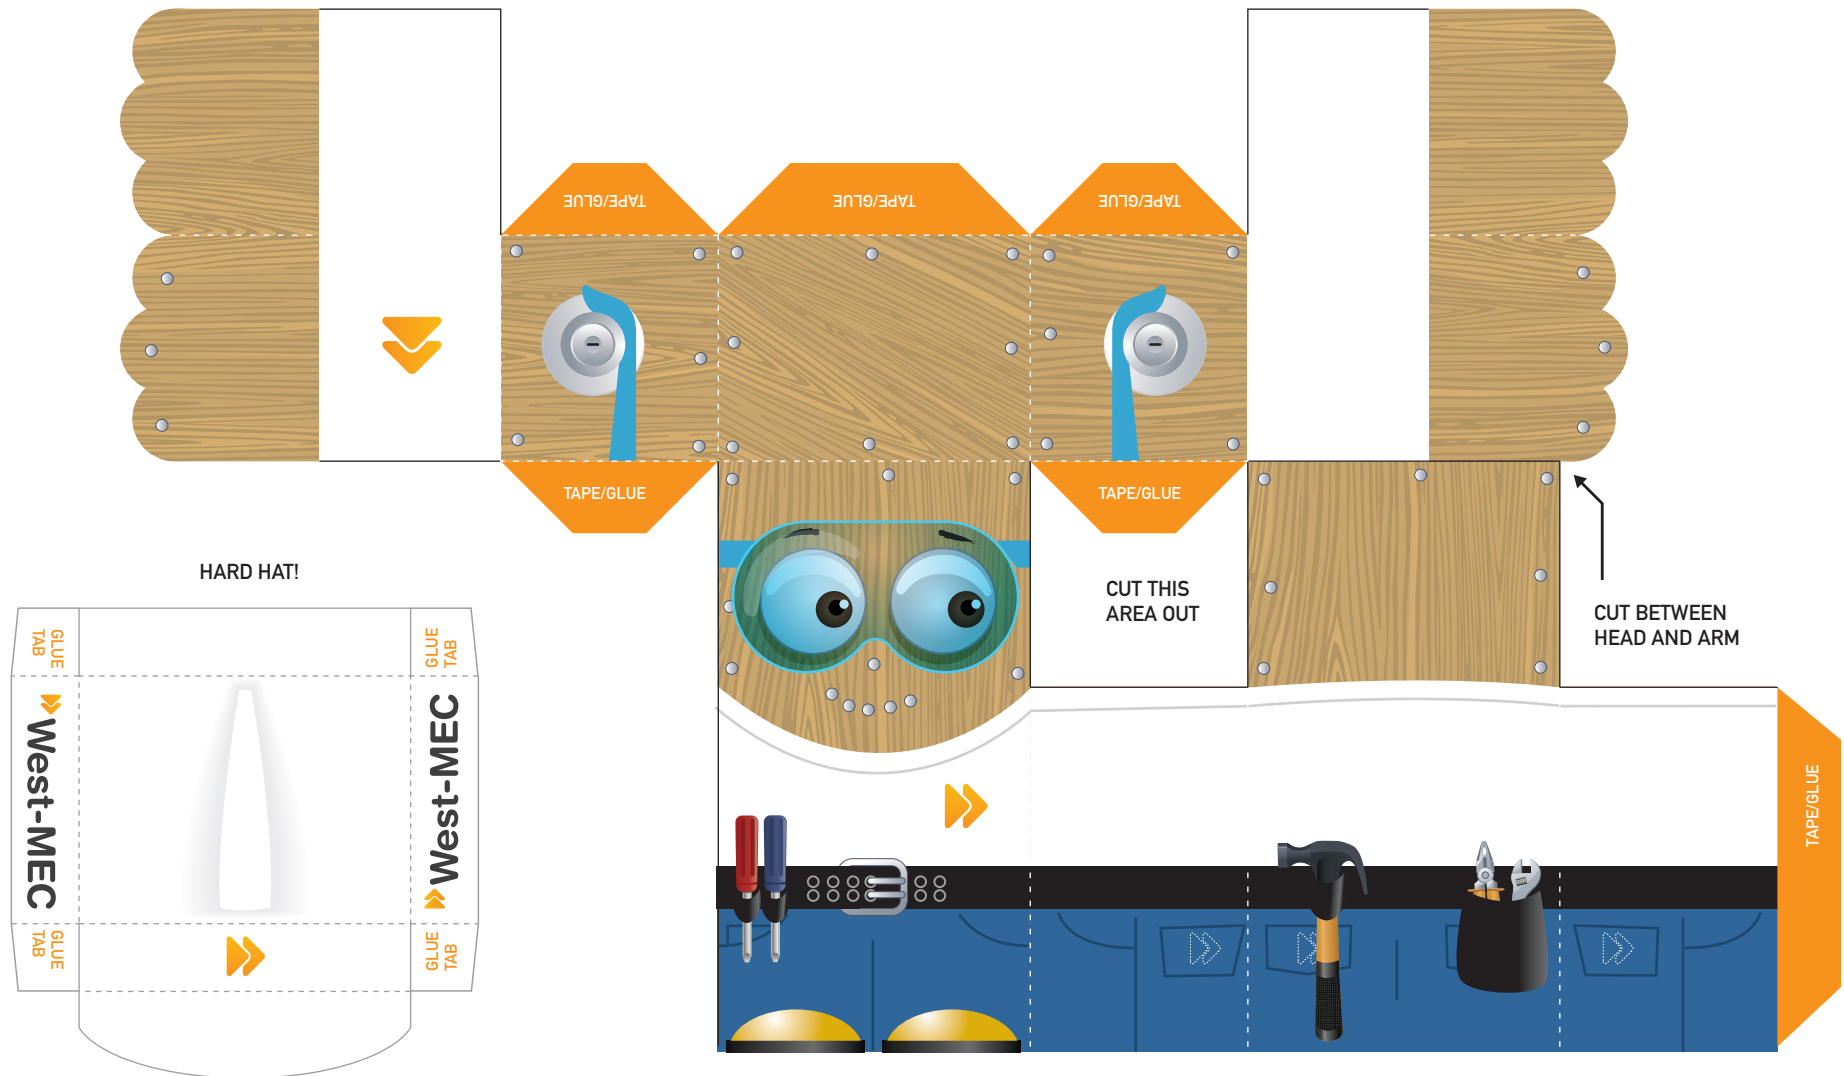 TAPE/GLUE
TAPE/GLUE
TAPE/GLUE
TAPE/GLUE
TAPE/GLUE
HARD HAT!
CUT THIS
AREA OUT
CUT BETWEEN
HEAD AND ARM
GLUE
TAB
GLUE
TAB
West-MEC
West-MEC
TAPE/GLUE
GLUE
TAB
GLUE
TAB